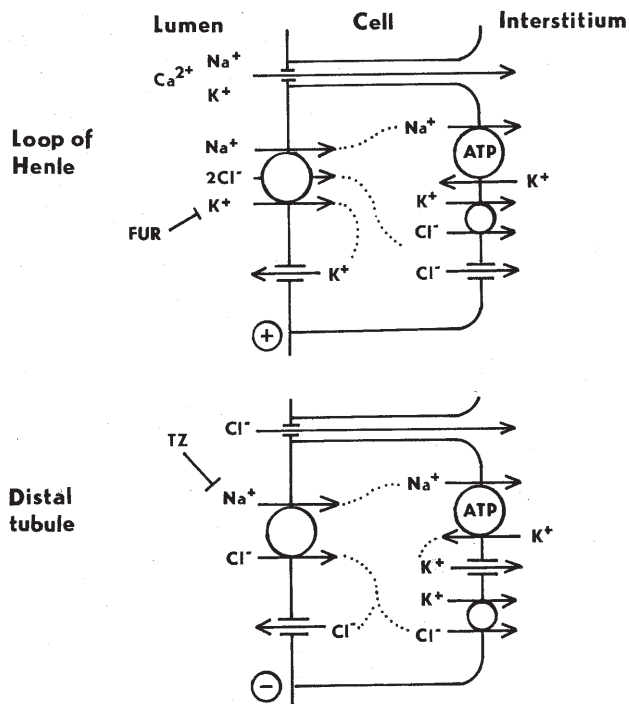 Lumen
Cell
Interstitium
Loop of
Henle
Na⁺
Ca²⁺
K⁺
Na⁺
2Cl⁻
K⁺
FUR
K⁺
Na⁺
ATP
K⁺
K⁺
Cl⁻
Cl⁻
+
Distal
tubule
Cl⁻
TZ
Na⁺
Cl⁻
Cl⁻
Na⁺
ATP
K⁺
K⁺
K⁺
Cl⁻
−